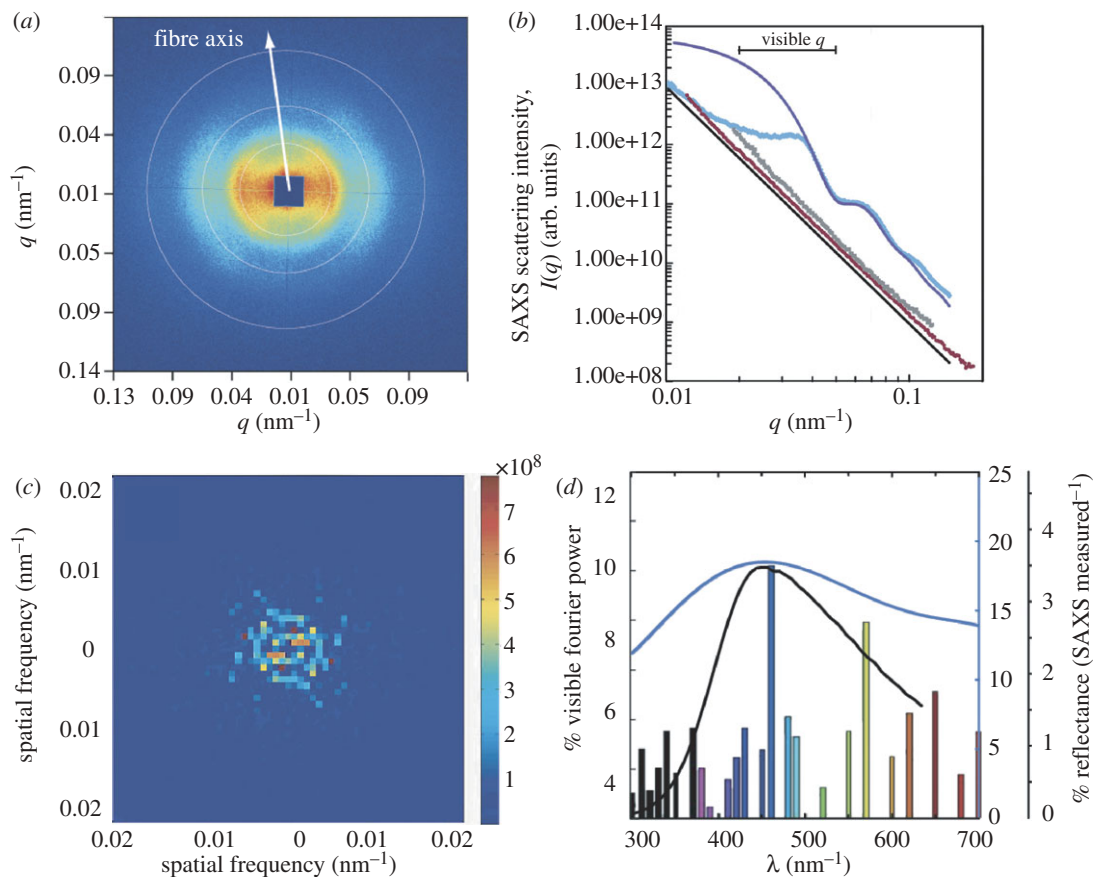 (a)
fibre axis
0.09
0.04
0.01
0.05
0.09
0.14
q (nm⁻¹)
0.13 0.09 0.04 0.01 0.05 0.09
q (nm⁻¹)
(b)
1.00e+14
1.00e+13
1.00e+12
1.00e+11
1.00e+10
1.00e+09
1.00e+08
SAXS scattering intensity,
I(q) (arb. units)
visible q
0.01 0.1
q (nm⁻¹)
(c)
0.02
0.01
0
0.01
0.02
spatial frequency (nm⁻¹)
0.02 0.01 0 0.01 0.02
spatial frequency (nm⁻¹)
×10⁸
7
6
5
4
3
2
1
(d)
12
10
8
6
4
% visible fourier power
300 400 500 600 700
λ (nm⁻¹)
25
20
15
10
5
0
4
3
2
1
0
% reflectance (SAXS measured⁻¹)